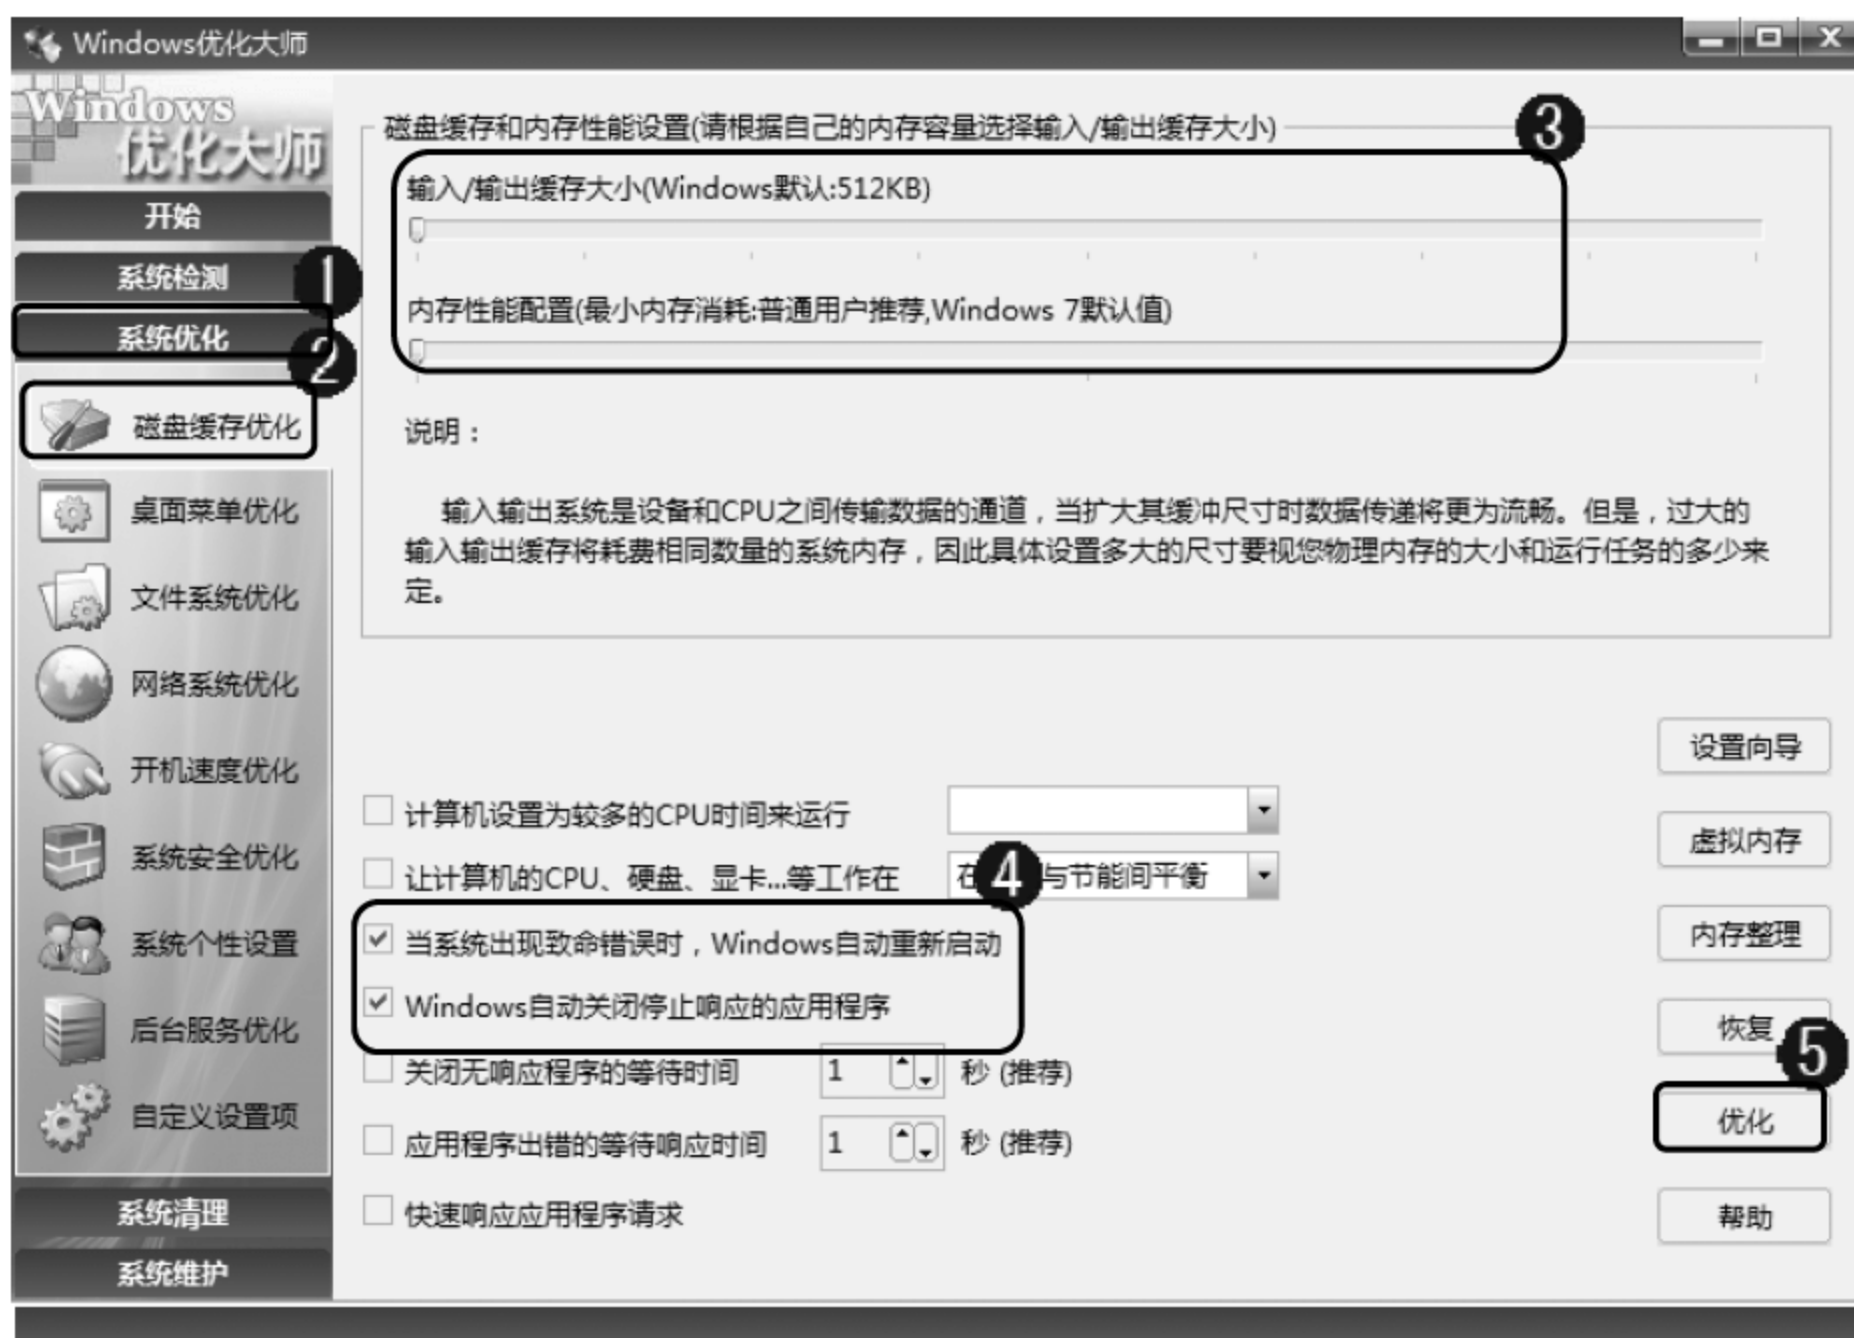 Windows优化大师
Windows
优化大师
开始
系统检测
1
系统优化
2
磁盘缓存优化
桌面菜单优化
文件系统优化
网络系统优化
开机速度优化
系统安全优化
系统个性设置
后台服务优化
自定义设置项
系统清理
系统维护
磁盘缓存和内存性能设置(请根据自己的内存容量选择输入/输出缓存大小)
3
输入/输出缓存大小(Windows默认:512KB)
内存性能配置(最小内存消耗:普通用户推荐,Windows 7默认值)
说明：
输入输出系统是设备和CPU之间传输数据的通道，当扩大其缓冲尺寸时数据传递将更为流畅。但是，过大的
输入输出缓存将耗费相同数量的系统内存，因此具体设置多大的尺寸要视您物理内存的大小和运行任务的多少来
定。
计算机设置为较多的CPU时间来运行
让计算机的CPU、硬盘、显卡...等工作在 在 与节能间平衡
4
当系统出现致命错误时，Windows自动重新启动
Windows自动关闭停止响应的应用程序
关闭无响应程序的等待时间 1 秒 (推荐)
应用程序出错的等待响应时间 1 秒 (推荐)
快速响应应用程序请求
设置向导
虚拟内存
内存整理
恢复
5
优化
帮助